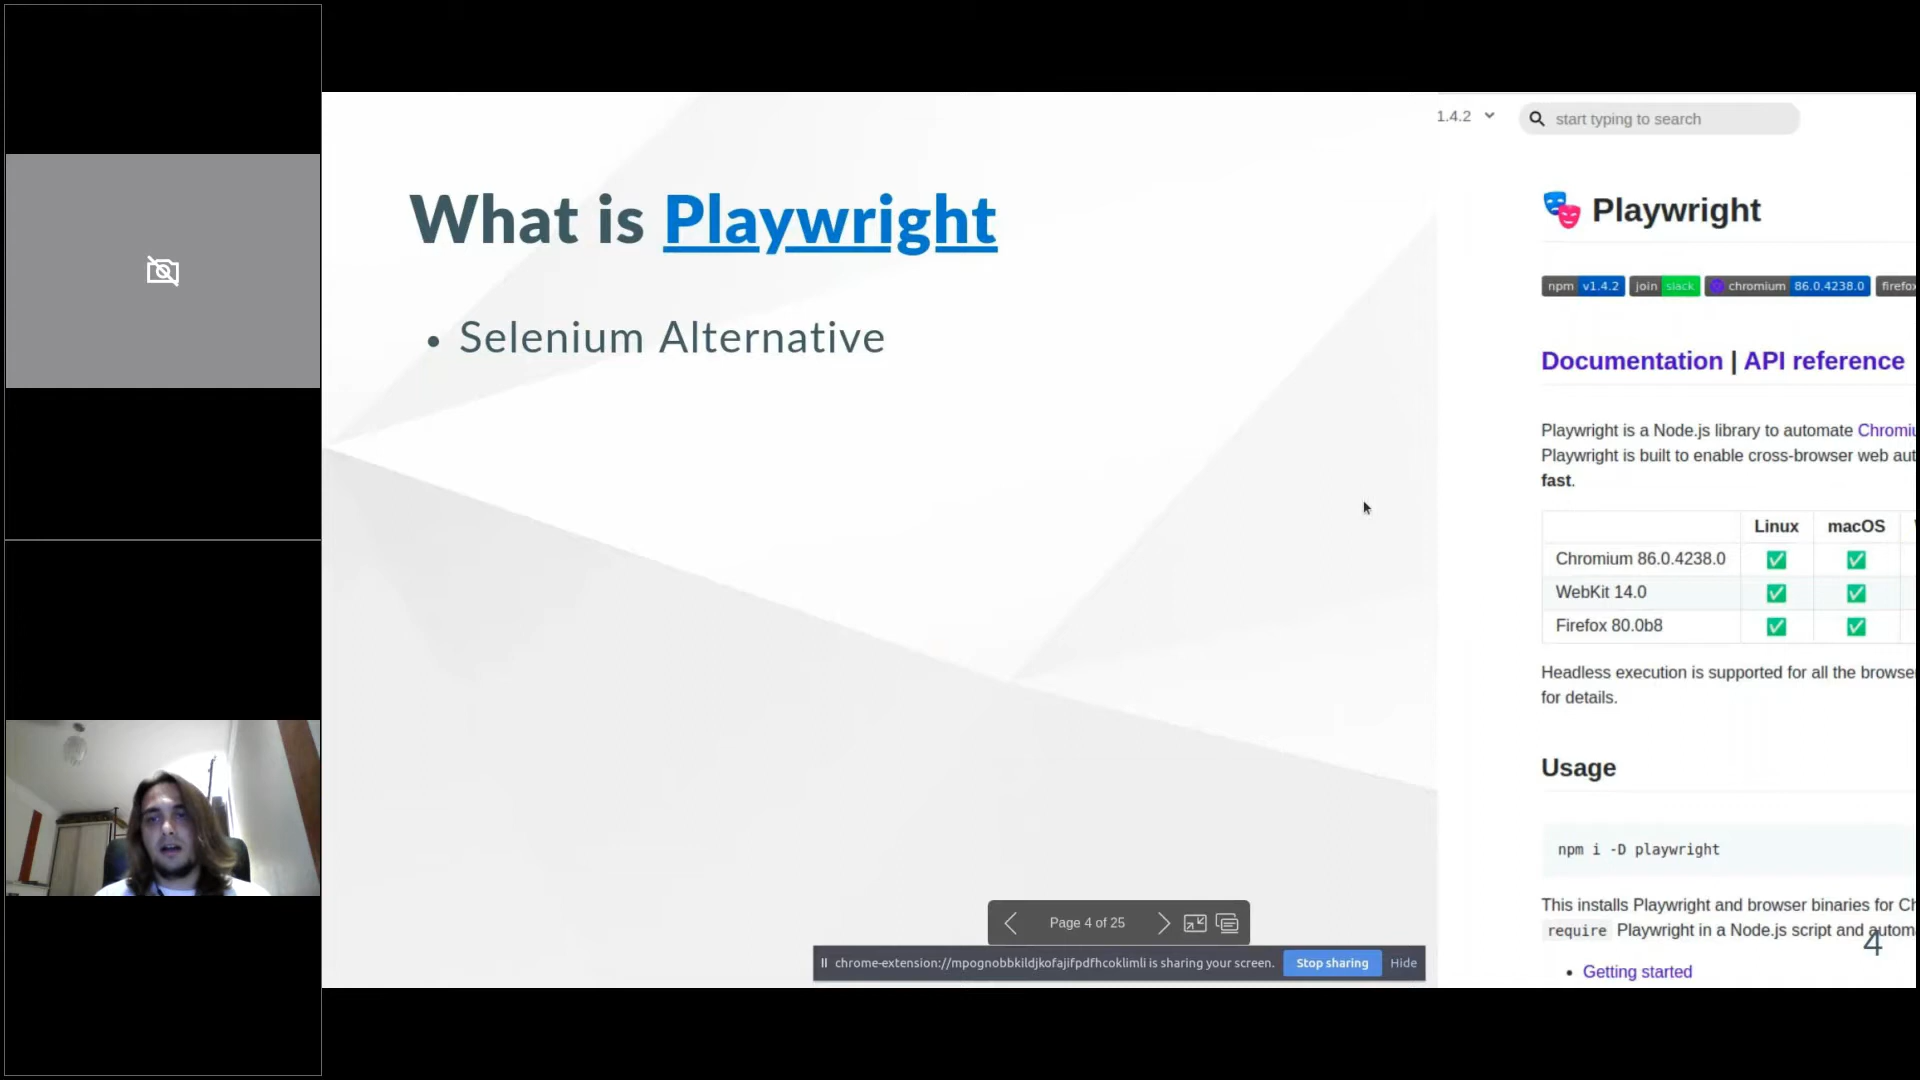 What is Playwright
• Selenium Alternative
1.4.2
start typing to search
Playwright
npm v1.4.2 join slack chromium 86.0.4238.0 firefox
Documentation | API reference
Playwright is a Node.js library to automate
Playwright is built to enable cross-browser web
fast.
Linux macOS
Chromium 86.0.4238.0 ✅ ✅
WebKit 14.0 ✅ ✅
Firefox 80.0b8 ✅ ✅
Headless execution is supported for all the
for details.
Usage
npm i -D playwright
This installs Playwright and browser binaries for
require Playwright in a Node.js script and
• Getting started
4
Page 4 of 25
chrome-extension://mpognobbkildjkofajifpdfhcoklimli is sharing your screen. Stop sharing Hide